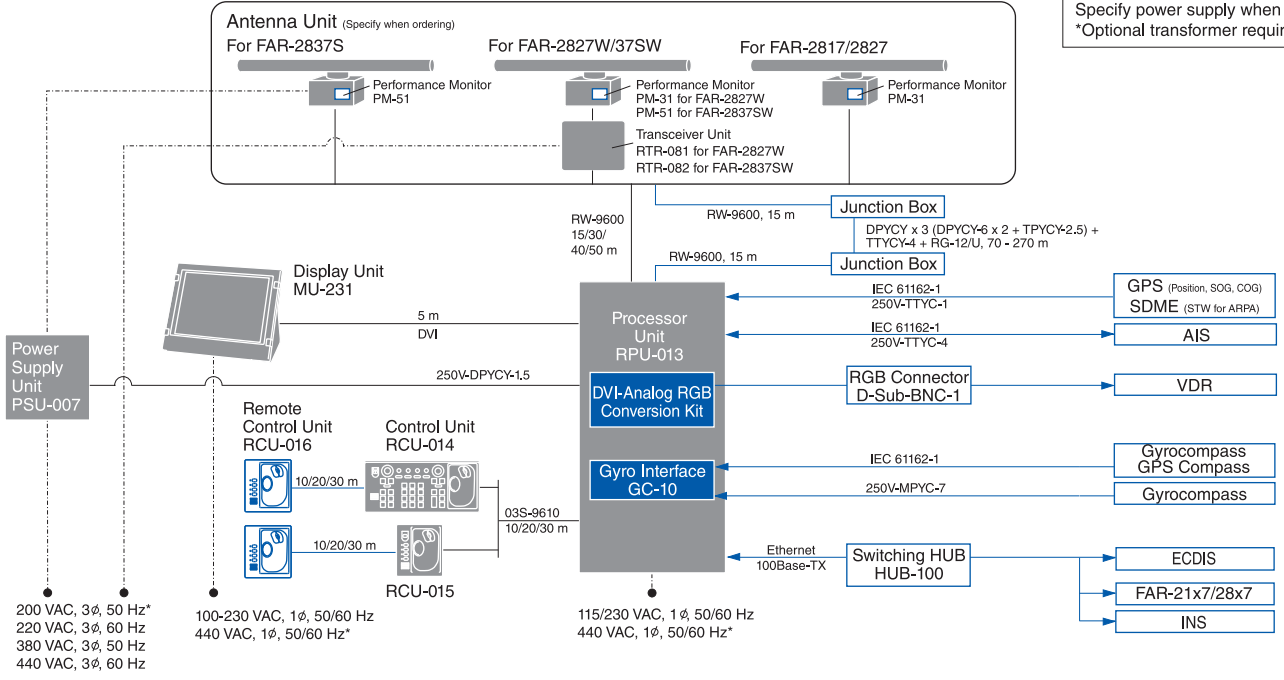 Specify power supply when
*Optional transformer requir
Antenna Unit (Specify when ordering)
For FAR-2837S
For FAR-2827W/37SW
For FAR-2817/2827
Performance Monitor
PM-51
Performance Monitor
PM-31 for FAR-2827W
PM-51 for FAR-2837SW
Performance Monitor
PM-31
Transceiver Unit
RTR-081 for FAR-2827W
RTR-082 for FAR-2837SW
RW-9600
15/30/
40/50 m
RW-9600, 15 m
Junction Box
DPYCY x 3 (DPYCY-6 x 2 + TPYCY-2.5) +
TTYCY-4 + RG-12/U, 70 - 270 m
RW-9600, 15 m
Junction Box
Display Unit
MU-231
5 m
DVI
Processor
Unit
RPU-013
IEC 61162-1
250V-TTYC-1
GPS (Position, SOG, COG)
SDME (STW for ARPA)
IEC 61162-1
250V-TTYC-4
AIS
Power
Supply
Unit
PSU-007
250V-DPYCY-1.5
DVI-Analog RGB
Conversion Kit
RGB Connector
D-Sub-BNC-1
VDR
Remote
Control Unit
RCU-016
Control Unit
RCU-014
10/20/30 m
Gyro Interface
GC-10
IEC 61162-1
Gyrocompass
GPS Compass
250V-MPYC-7
Gyrocompass
03S-9610
10/20/30 m
10/20/30 m
RCU-015
Ethernet
100Base-TX
Switching HUB
HUB-100
ECDIS
FAR-21x7/28x7
INS
200 VAC, 3ø, 50 Hz*
220 VAC, 3ø, 60 Hz
380 VAC, 3ø, 50 Hz
440 VAC, 3ø, 60 Hz
100-230 VAC, 1ø, 50/60 Hz
440 VAC, 1ø, 50/60 Hz*
115/230 VAC, 1ø, 50/60 Hz
440 VAC, 1ø, 50/60 Hz*